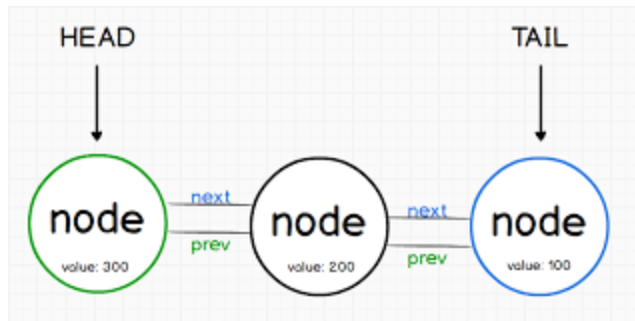 HEAD
TAIL
node
value: 300
next
prev
node
value: 200
next
prev
node
value: 100